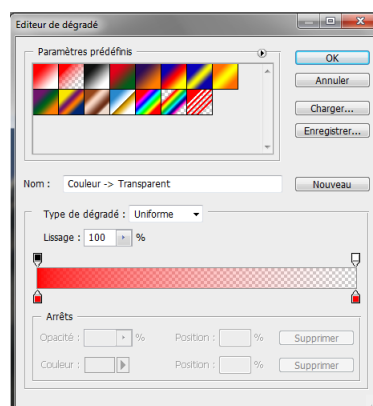 Editeur de dégradé
Paramètres prédéfinis
OK
Annuler
Charger...
Enregistrer...
Nom : Couleur -> Transparent
Nouveau
Type de dégradé : Uniforme
Lissage : 100 %
Arrêts
Opacité : % Position : % Supprimer
Couleur : Position : % Supprimer